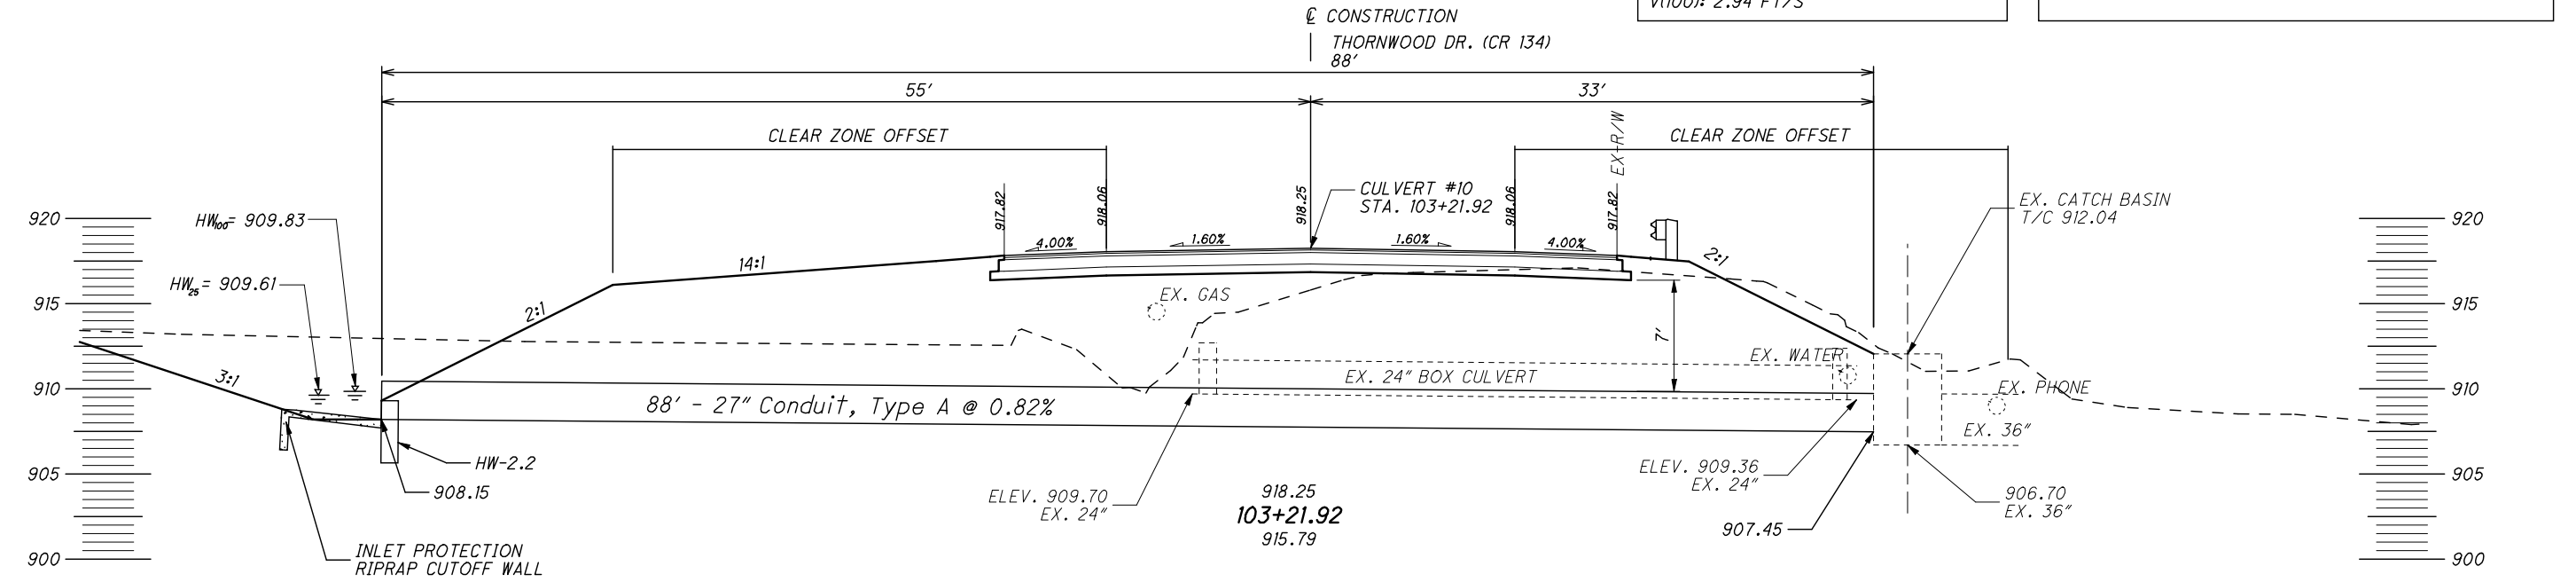 V(100): 2.94 FT/S
℄ CONSTRUCTION
THORNWOOD DR. (CR 134)
88'
55'
33'
CLEAR ZONE OFFSET
EX R/W
CLEAR ZONE OFFSET
917.82
918.06
918.25
918.06
917.82
CULVERT #10
STA. 103+21.92
EX. CATCH BASIN
T/C 912.04
920
HW100= 909.83
4.00%
1.60%
1.60%
4.00%
920
14:1
2:1
HW25= 909.61
EX. GAS
915
2:1
915
7'
EX. WATER
3:1
910
EX. 24" BOX CULVERT
EX. PHONE
910
88' - 27" Conduit, Type A @ 0.82%
EX. 36"
HW-2.2
905
ELEV. 909.36
EX. 24"
905
908.15
ELEV. 909.70
EX. 24"
918.25
103+21.92
915.79
906.70
EX. 36"
907.45
INLET PROTECTION
RIPRAP CUTOFF WALL
900
900